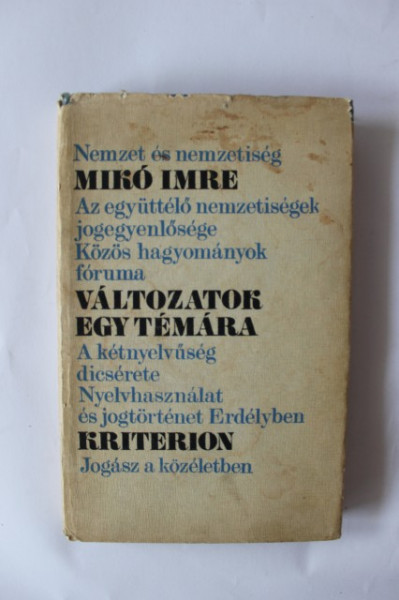 Nemzet és nemzetiség
MIKÓ IMRE
Az együttélő nemzetiségek
jogegyenlősége
Közös hagyományok
fóruma
VÁLTOZATOK
EGY TÉMÁRA
A kétnyelvűség
dicsérete
Nyelvhasználat
és jogtörténet Erdélyben
KRITERION
Jogász a közéletben